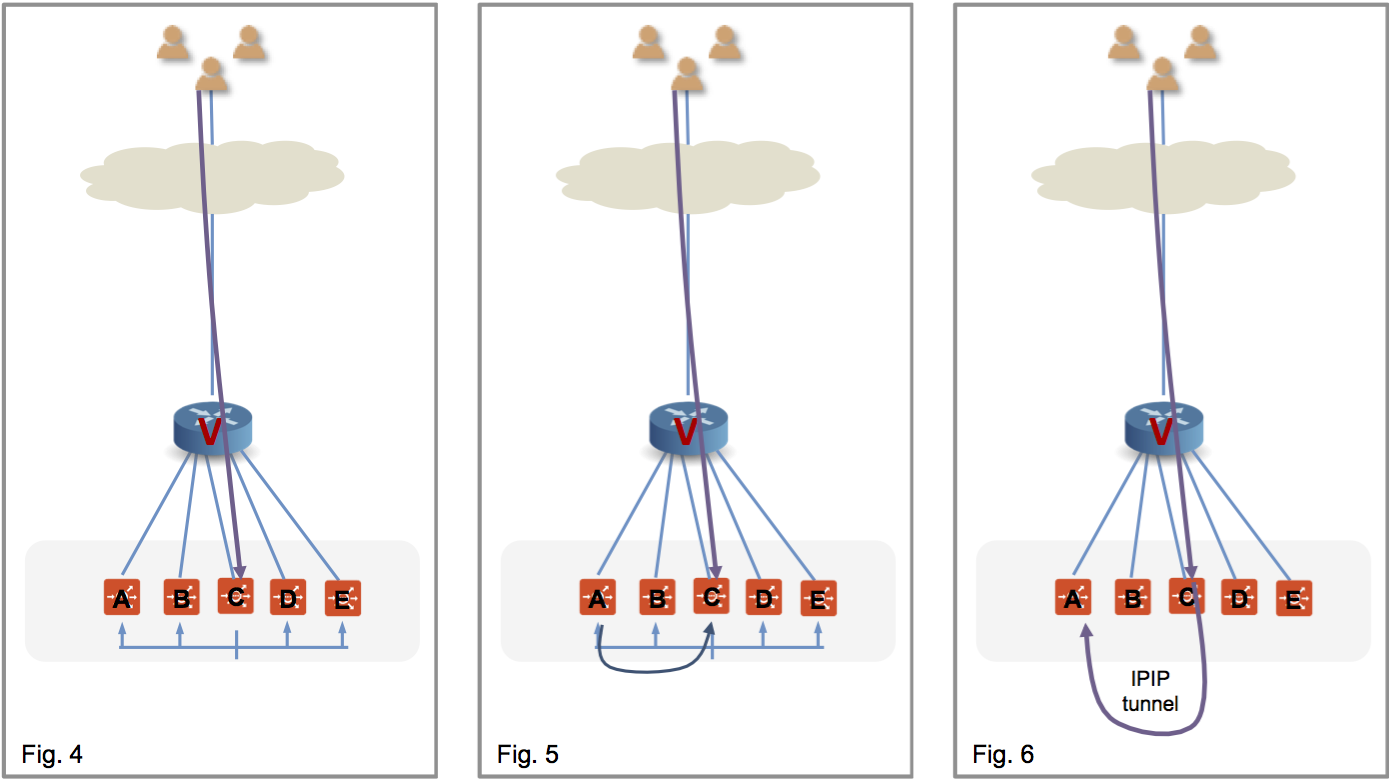 V
A B C D E
Fig. 4
V
A B C D E
Fig. 5
V
A B C D E
IPIP
tunnel
Fig. 6